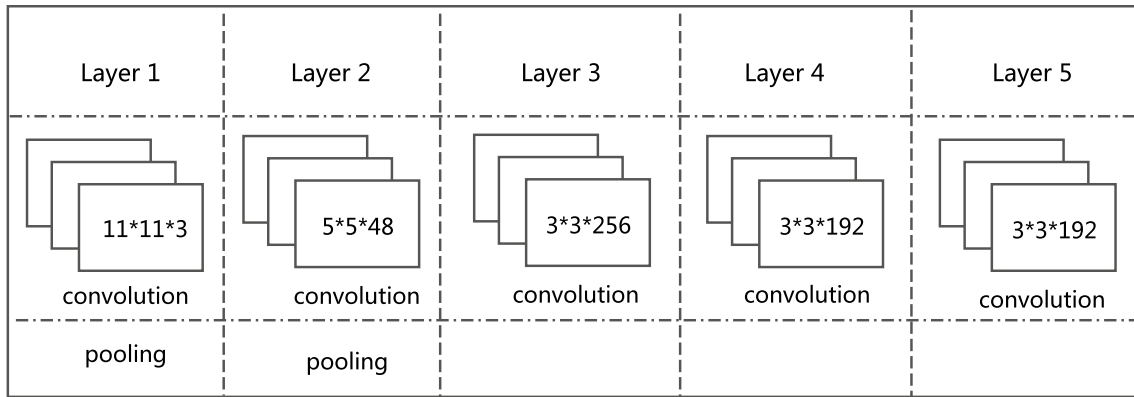 Layer 1
Layer 2
Layer 3
Layer 4
Layer 5
11*11*3
5*5*48
3*3*256
3*3*192
3*3*192
convolution
convolution
convolution
convolution
convolution
pooling
pooling